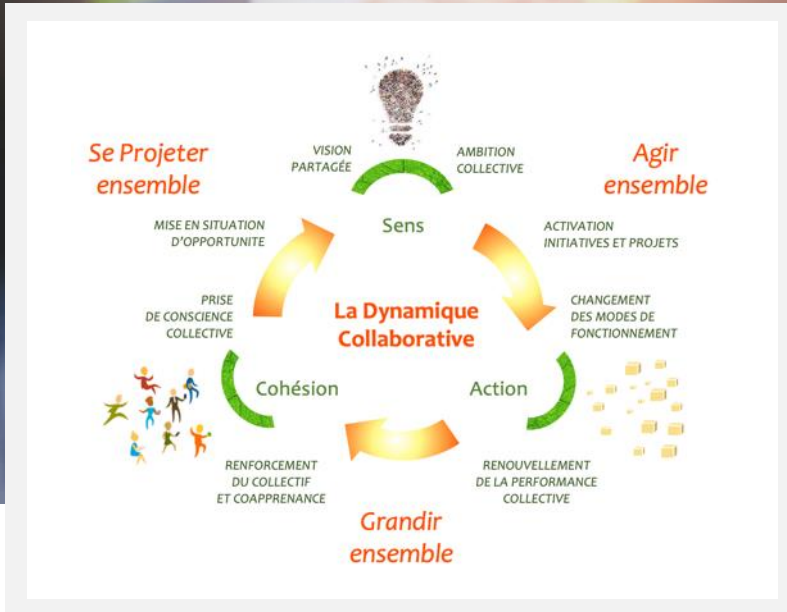 Se Projeter
ensemble
VISION
PARTAGÉE
AMBITION
COLLECTIVE
Agir
ensemble
MISE EN SITUATION
D'OPPORTUNITE
Sens
ACTIVATION
INITIATIVES ET PROJETS
PRISE
DE CONSCIENCE
COLLECTIVE
La Dynamique
Collaborative
CHANGEMENT
DES MODES DE
FONCTIONNEMENT
Cohésion
Action
RENFORCEMENT
DU COLLECTIF
ET COAPPRENANCE
RENOUVELLEMENT
DE LA PERFORMANCE
COLLECTIVE
Grandir
ensemble